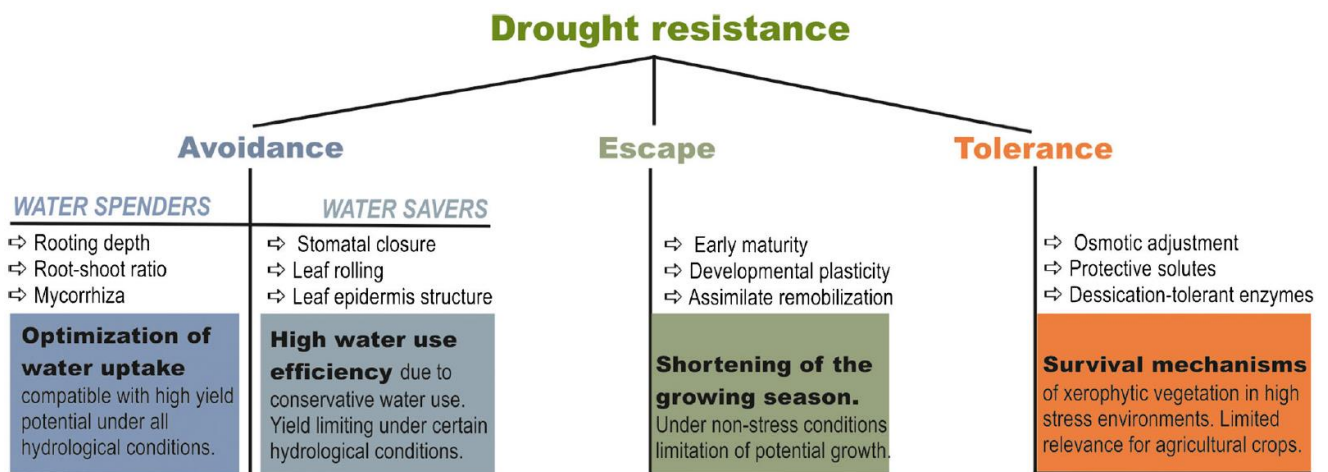 Drought resistance
Avoidance
Escape
Tolerance
WATER SPENDERS
⇨ Rooting depth
⇨ Root-shoot ratio
⇨ Mycorrhiza
Optimization of
water uptake
compatible with high yield
potential under all
hydrological conditions.
WATER SAVERS
⇨ Stomatal closure
⇨ Leaf rolling
⇨ Leaf epidermis structure
High water use
efficiency due to
conservative water use.
Yield limiting under certain
hydrological conditions.
⇨ Early maturity
⇨ Developmental plasticity
⇨ Assimilate remobilization
Shortening of the
growing season.
Under non-stress conditions
limitation of potential growth.
⇨ Osmotic adjustment
⇨ Protective solutes
⇨ Dessication-tolerant enzymes
Survival mechanisms
of xerophytic vegetation in high
stress environments. Limited
relevance for agricultural crops.